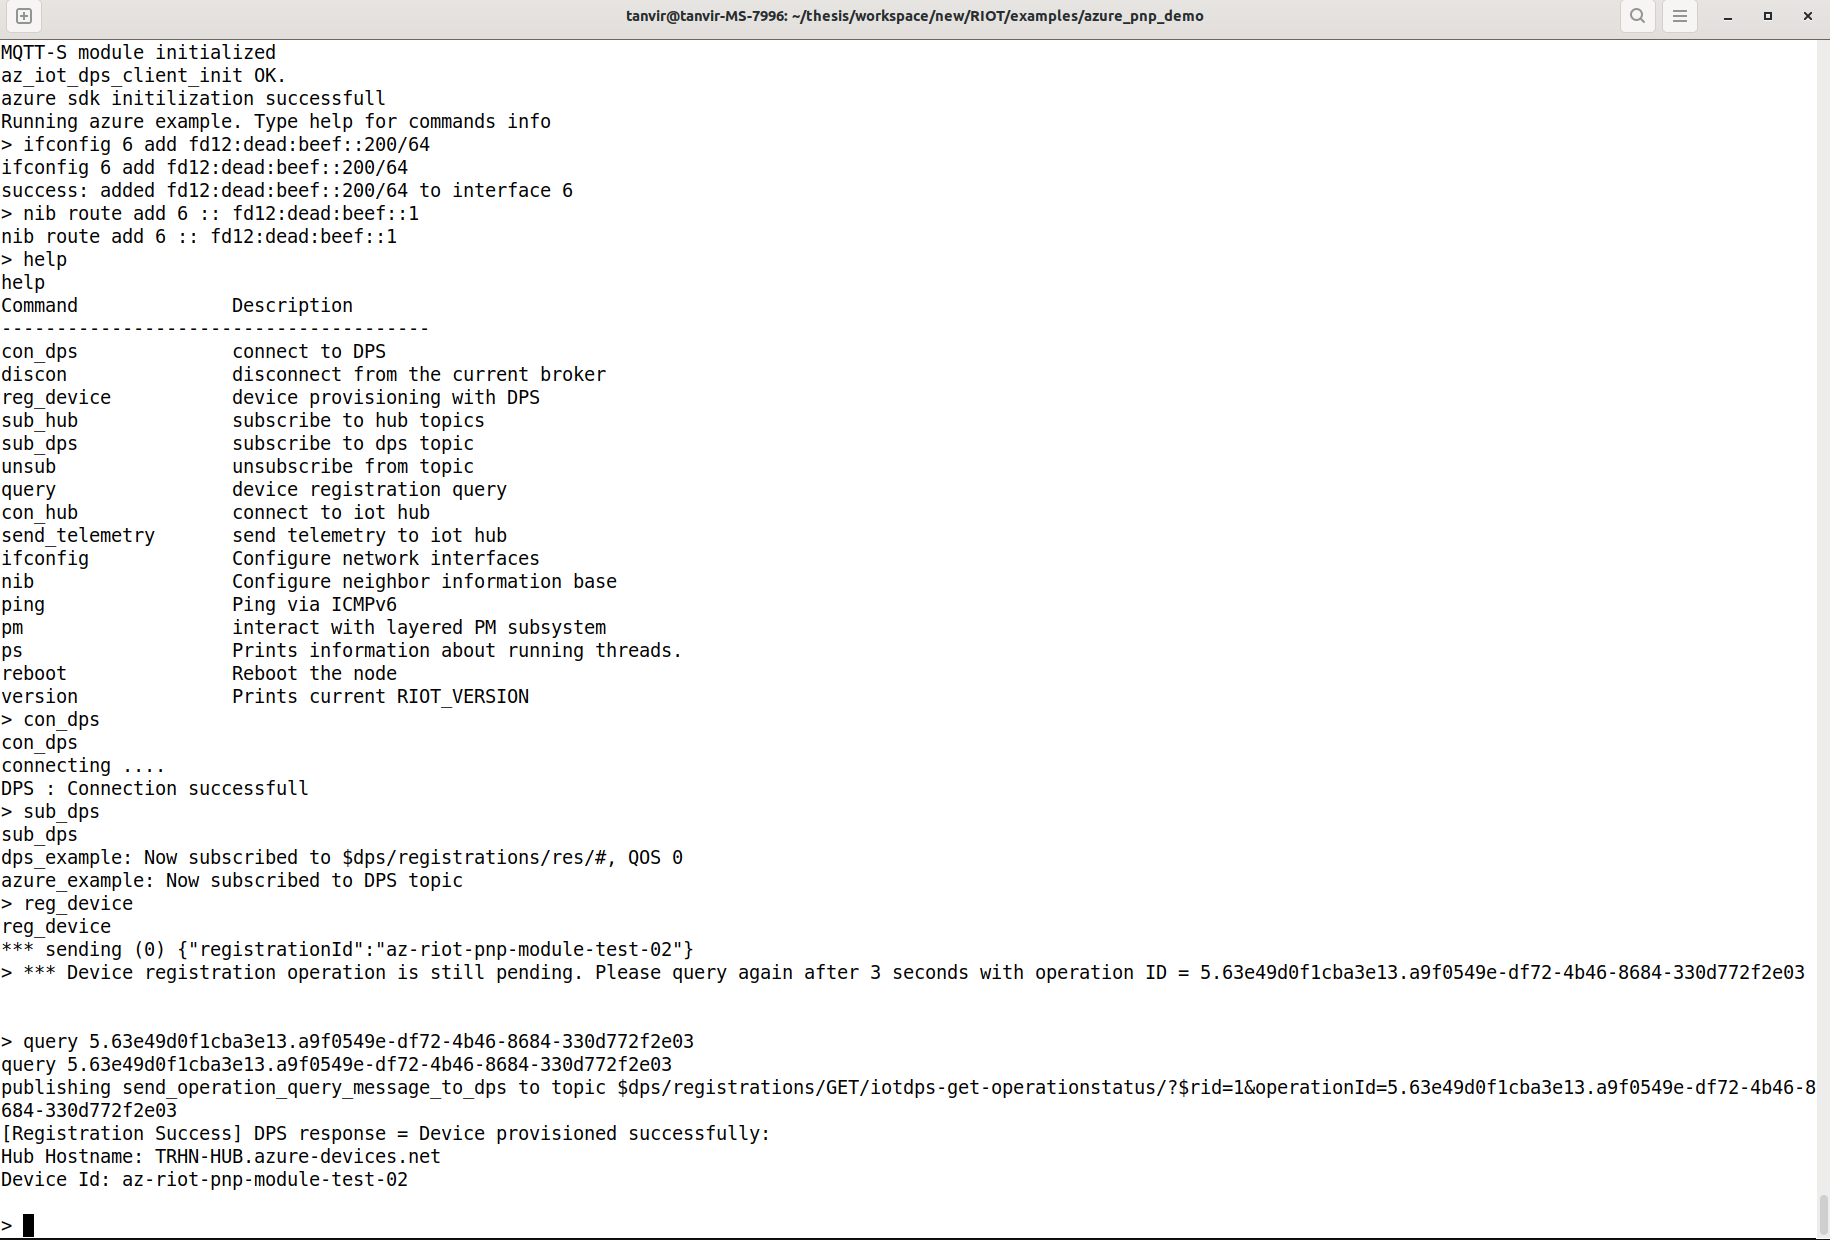 tanvir@tanvir-MS-7996: ~/thesis/workspace/new/RIOT/examples/azure_pnp_demo
MQTT-S module initialized
az_iot_dps_client_init OK.
azure sdk initilization successfull
Running azure example. Type help for commands info
> ifconfig 6 add fd12:dead:beef::200/64
ifconfig 6 add fd12:dead:beef::200/64
success: added fd12:dead:beef::200/64 to interface 6
> nib route add 6 :: fd12:dead:beef::1
nib route add 6 :: fd12:dead:beef::1
> help
help
Command              Description
---------------------------------------
con_dps              connect to DPS
discon               disconnect from the current broker
reg_device           device provisioning with DPS
sub_hub              subscribe to hub topics
sub_dps              subscribe to dps topic
unsub                unsubscribe from topic
query                device registration query
con_hub              connect to iot hub
send_telemetry       send telemetry to iot hub
ifconfig             Configure network interfaces
nib                  Configure neighbor information base
ping                 Ping via ICMPv6
pm                   interact with layered PM subsystem
ps                   Prints information about running threads.
reboot               Reboot the node
version              Prints current RIOT_VERSION
> con_dps
con_dps
connecting ....
DPS : Connection successfull
> sub_dps
sub_dps
dps_example: Now subscribed to $dps/registrations/res/#, QOS 0
azure_example: Now subscribed to DPS topic
> reg_device
reg_device
*** sending (0) {"registrationId":"az-riot-pnp-module-test-02"}
> *** Device registration operation is still pending. Please query again after 3 seconds with operation ID = 5.63e49d0f1cba3e13.a9f0549e-df72-4b46-8684-330d772f2e03
> query 5.63e49d0f1cba3e13.a9f0549e-df72-4b46-8684-330d772f2e03
query 5.63e49d0f1cba3e13.a9f0549e-df72-4b46-8684-330d772f2e03
publishing send_operation_query_message_to_dps to topic $dps/registrations/GET/iotdps-get-operationstatus/?$rid=1&operationId=5.63e49d0f1cba3e13.a9f0549e-df72-4b46-8
684-330d772f2e03
[Registration Success] DPS response = Device provisioned successfully:
Hub Hostname: TRHN-HUB.azure-devices.net
Device Id: az-riot-pnp-module-test-02
>